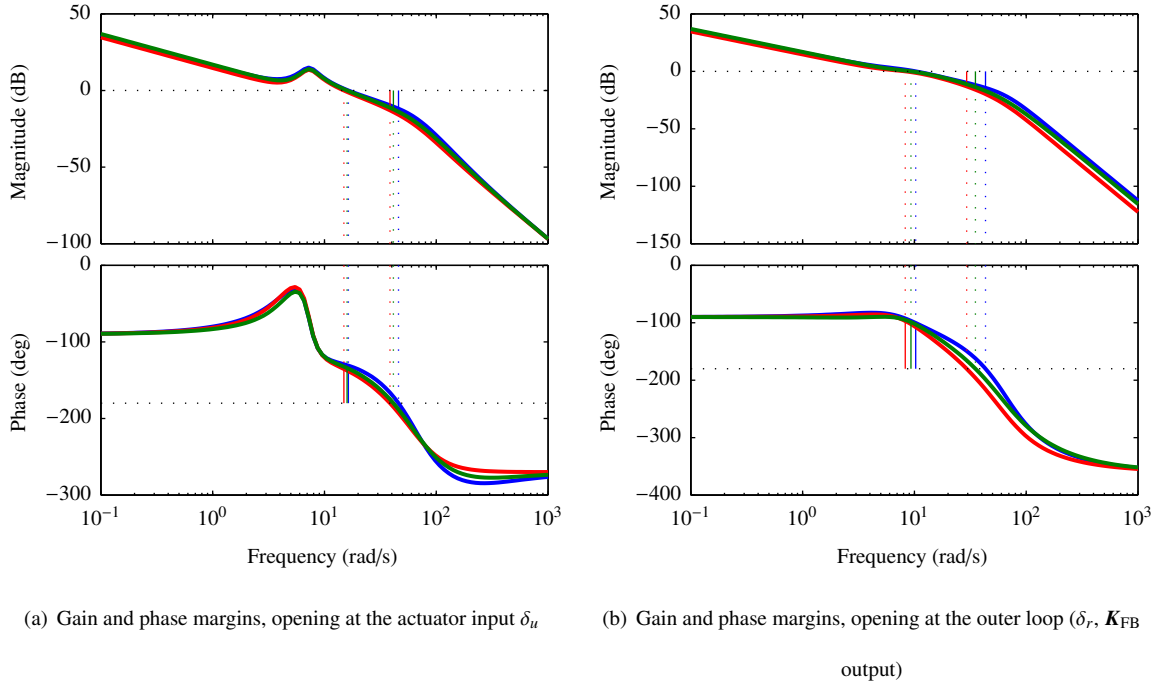 50
0
−50
−100
Magnitude (dB)
0
−100
−200
−300
Phase (deg)
10⁻¹ 10⁰ 10¹ 10² 10³
Frequency (rad/s)
(a) Gain and phase margins, opening at the actuator input δᵤ
50
0
−50
−100
−150
Magnitude (dB)
0
−100
−200
−300
−400
Phase (deg)
10⁻¹ 10⁰ 10¹ 10² 10³
Frequency (rad/s)
(b) Gain and phase margins, opening at the outer loop (δᵣ, K_FB
output)